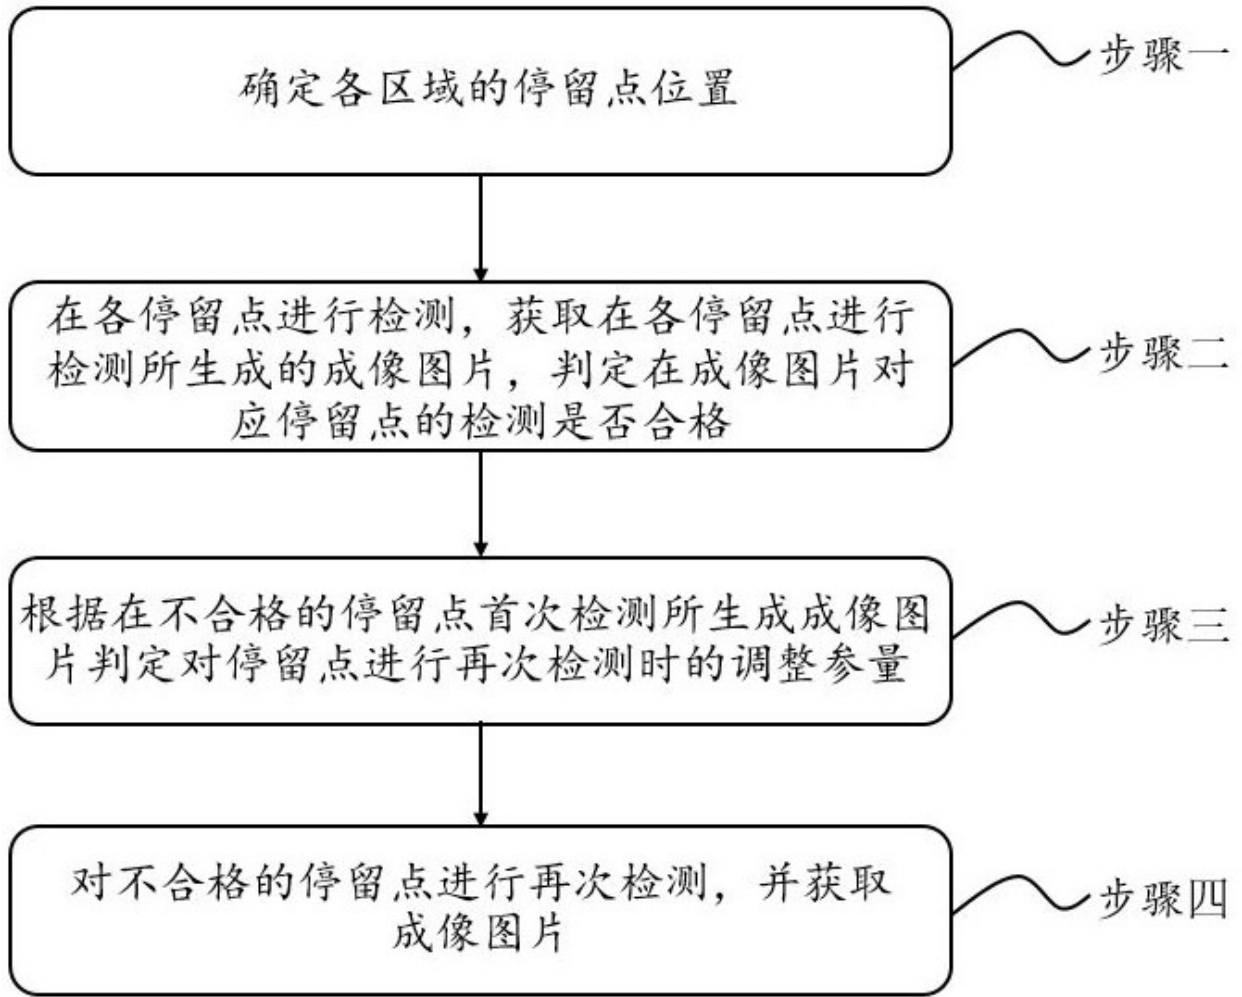 确定各区域的停留点位置
步骤一
在各停留点进行检测，获取在各停留点进行
检测所生成的成像图片，判定在成像图片对
应停留点的检测是否合格
步骤二
根据在不合格的停留点首次检测所生成成像图
片判定对停留点进行再次检测时的调整参量
步骤三
对不合格的停留点进行再次检测，并获取
成像图片
步骤四